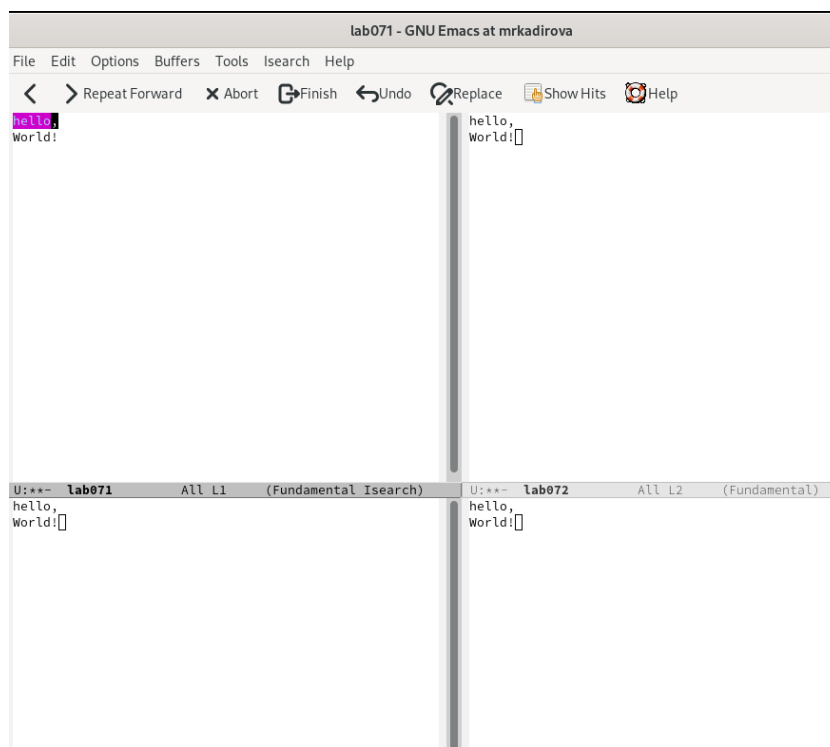 lab071 - GNU Emacs at mrkadirova
File Edit Options Buffers Tools Isearch Help
Repeat Forward Abort Finish Undo Replace Show Hits Help
hello,
World!
U:**- lab071 All L1 (Fundamental Isearch)
hello,
World!
U:**- lab072 All L2 (Fundamental)
hello,
World!
hello,
World!